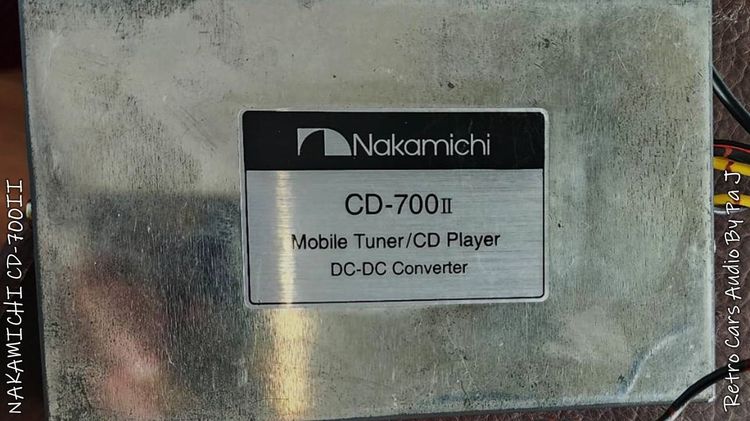 NAKAMICHI CD-700II
Nakamichi
CD-700II
Mobile Tuner/CD Player
DC-DC Converter
Retro Cars Audio By Pa J